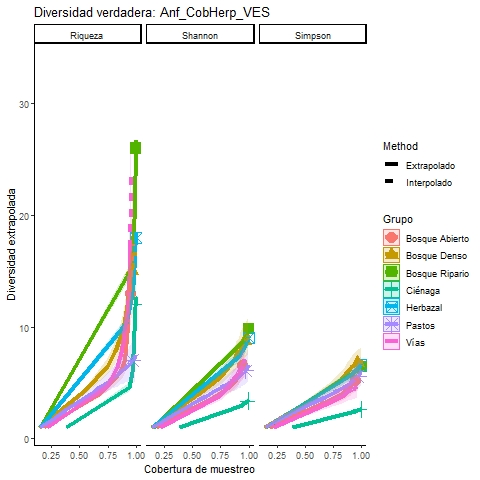 Diversidad verdadera: Anf_CobHerp_VES
Riqueza
Shannon
Simpson
Diversidad extrapolada
30
20
10
0
0.25 0.50 0.75 1.00
0.25 0.50 0.75 1.00
0.25 0.50 0.75 1.00
Cobertura de muestreo
Method
Extrapolado
Interpolado
Grupo
Bosque Abierto
Bosque Denso
Bosque Ripario
Ciénaga
Herbazal
Pastos
Vías